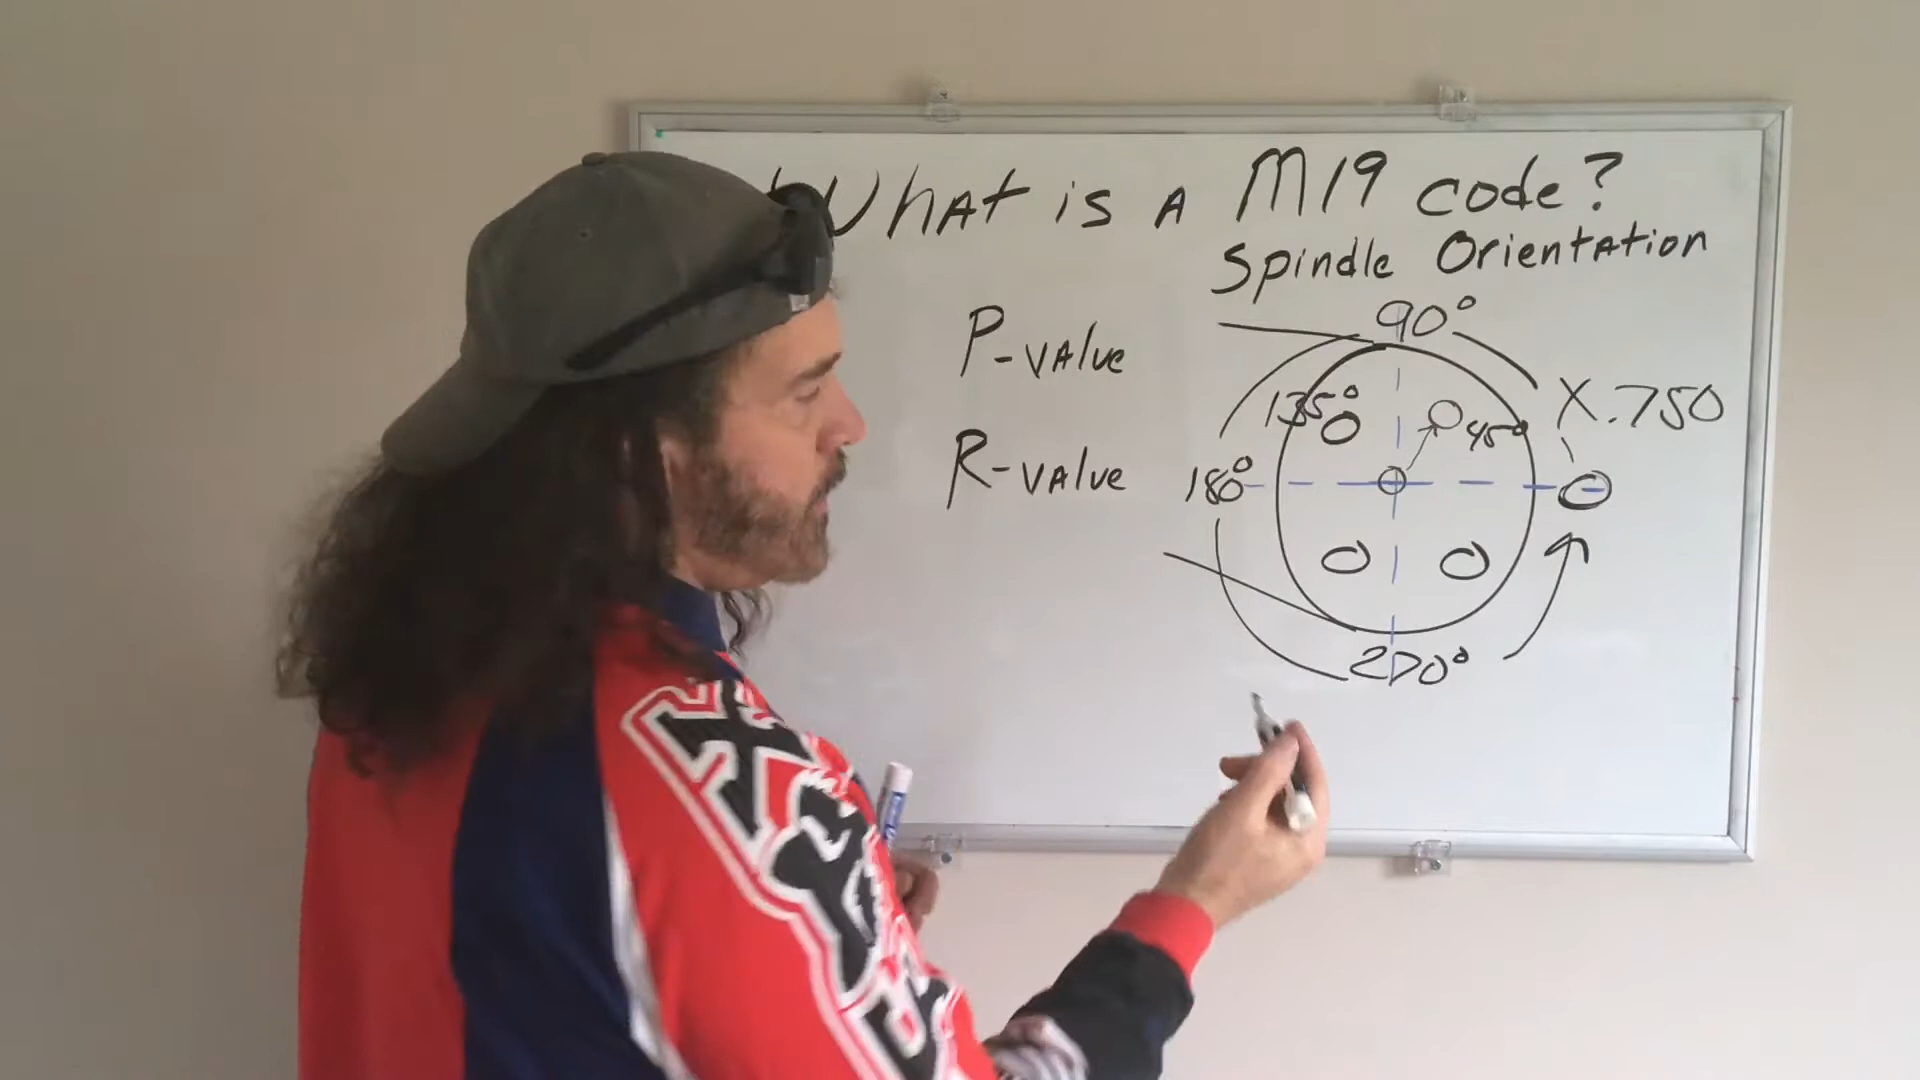 What is A M19 code?
Spindle Orientation
P-VALUE
R-VALUE
90°
135°
45°
X.750
180°
270°